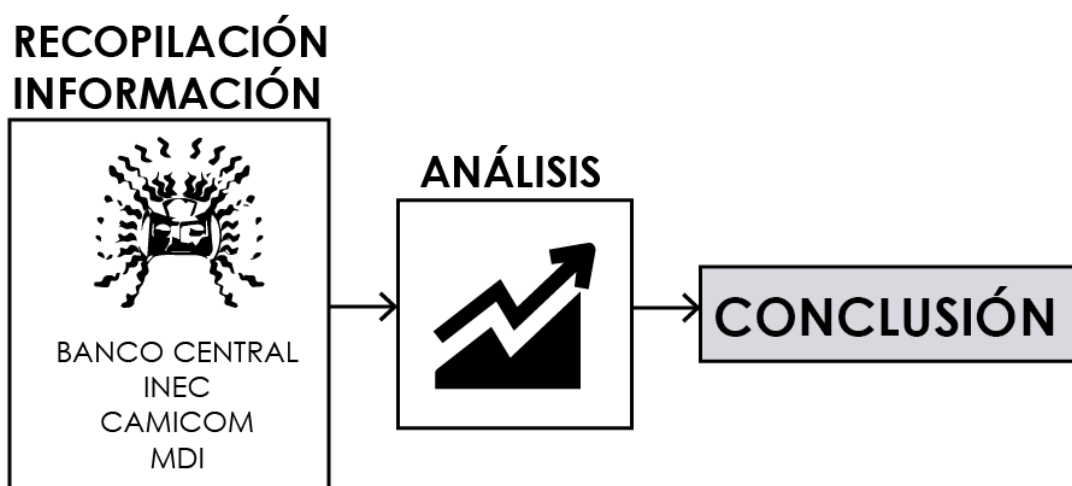 RECOPILACIÓN
INFORMACIÓN
BANCO CENTRAL
INEC
CAMICOM
MDI
ANÁLISIS
CONCLUSIÓN